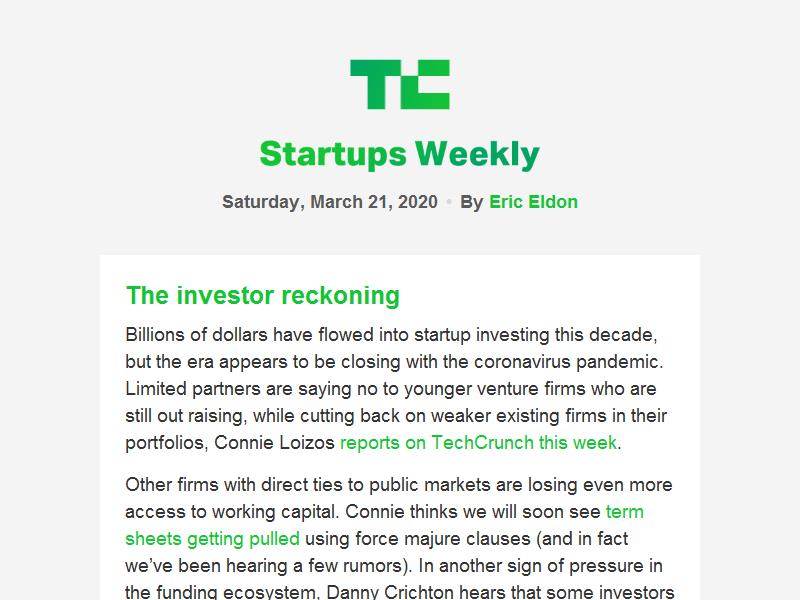 TC
Startups Weekly
Saturday, March 21, 2020 • By Eric Eldon
The investor reckoning
Billions of dollars have flowed into startup investing this decade,
but the era appears to be closing with the coronavirus pandemic.
Limited partners are saying no to younger venture firms who are
still out raising, while cutting back on weaker existing firms in their
portfolios, Connie Loizos reports on TechCrunch this week.
Other firms with direct ties to public markets are losing even more
access to working capital. Connie thinks we will soon see term
sheets getting pulled using force majure clauses (and in fact
we’ve been hearing a few rumors). In another sign of pressure in
the funding ecosystem, Danny Crichton hears that some investors